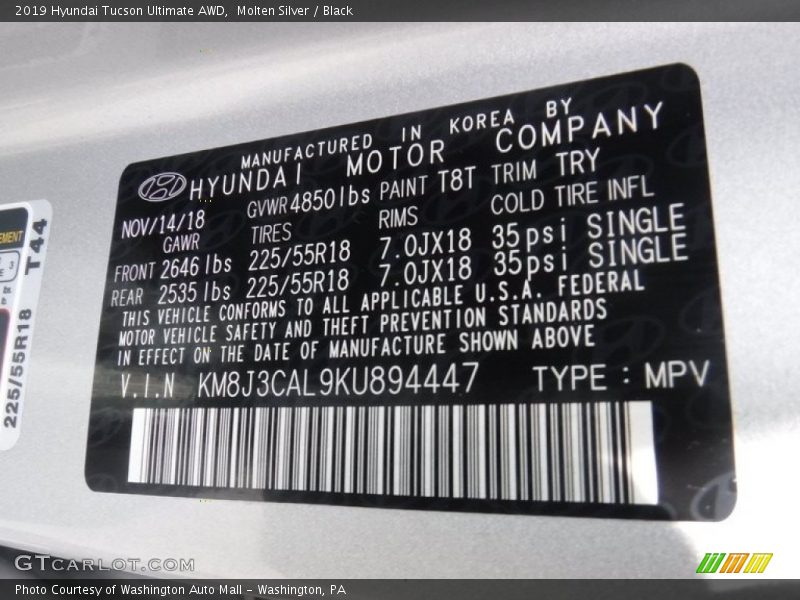 2019 Hyundai Tucson Ultimate AWD,  Molten Silver / Black
MANUFACTURED IN KOREA BY
HYUNDAI MOTOR COMPANY
NOV/14/18 GVWR 4850 lbs PAINT T8T TRIM TRY
GAWR TIRES RIMS COLD TIRE INFL
FRONT 2646 lbs 225/55R18 7.0JX18 35psi SINGLE
REAR 2535 lbs 225/55R18 7.0JX18 35psi SINGLE
THIS VEHICLE CONFORMS TO ALL APPLICABLE U.S.A. FEDERAL
MOTOR VEHICLE SAFETY AND THEFT PREVENTION STANDARDS
IN EFFECT ON THE DATE OF MANUFACTURE SHOWN ABOVE
V.I.N KM8J3CAL9KU894447 TYPE : MPV
T44
225/55R18
GTCARLOT.COM
Photo Courtesy of Washington Auto Mall - Washington, PA